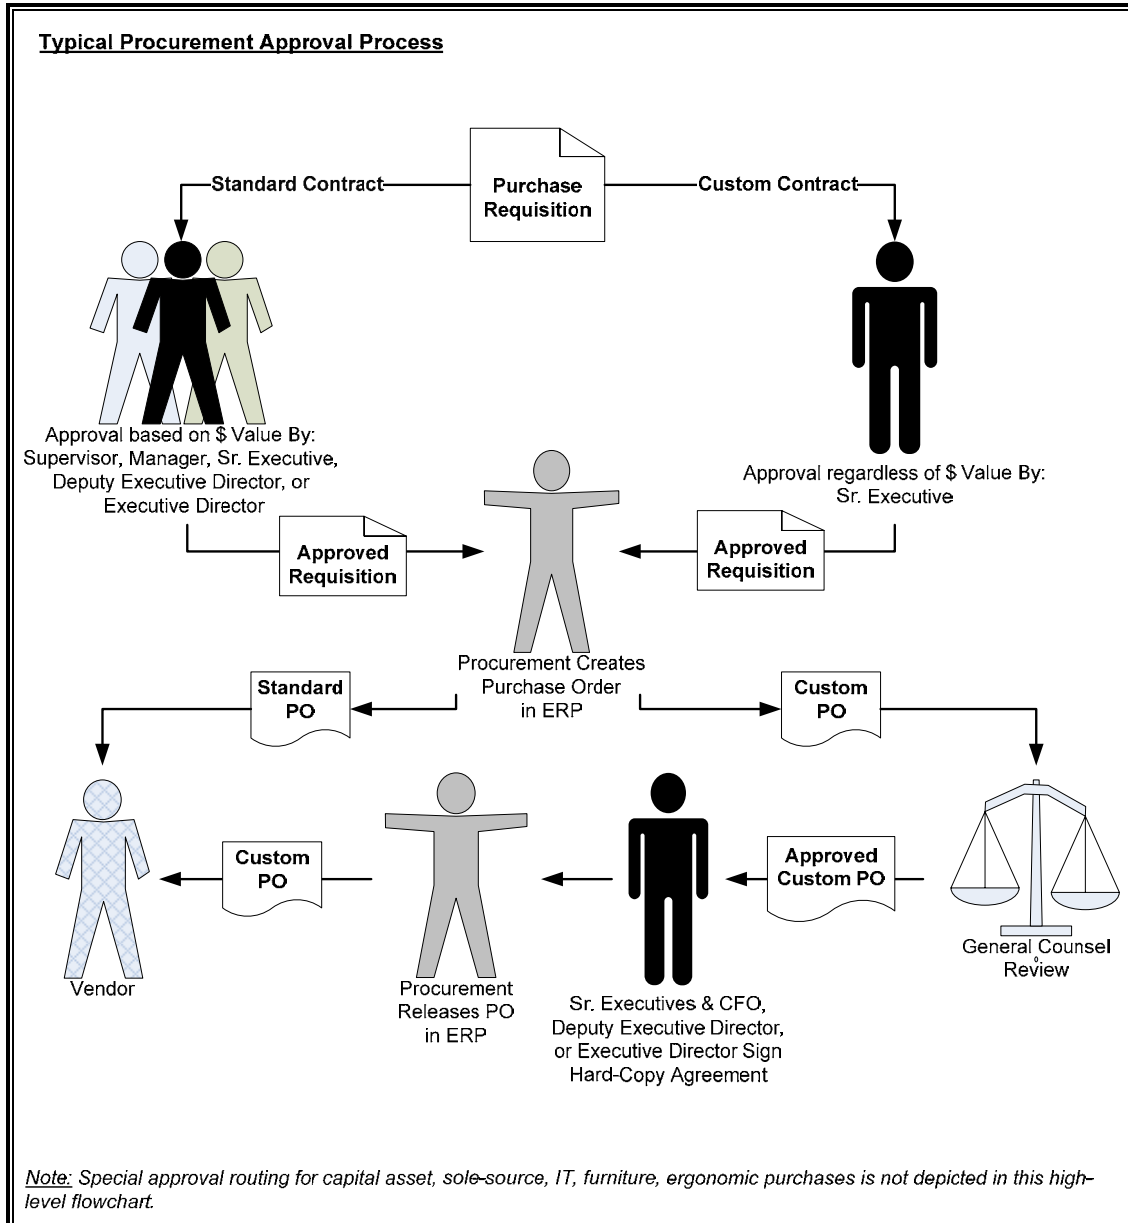 Typical Procurement Approval Process
Standard Contract
Purchase
Requisition
Custom Contract
Approval based on $ Value By:
Supervisor, Manager, Sr. Executive,
Deputy Executive Director, or
Executive Director
Approval regardless of $ Value By:
Sr. Executive
Approved
Requisition
Approved
Requisition
Procurement Creates
Purchase Order
in ERP
Standard
PO
Custom
PO
Vendor
Custom
PO
Procurement
Releases PO
in ERP
Sr. Executives & CFO,
Deputy Executive Director,
or Executive Director Sign
Hard-Copy Agreement
Approved
Custom PO
General Counsel
Review
Note: Special approval routing for capital asset, sole-source, IT, furniture, ergonomic purchases is not depicted in this high-
level flowchart.